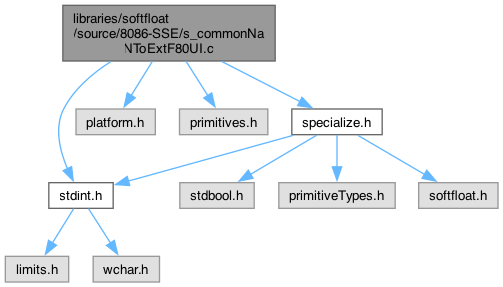 libraries/softfloat
/source/8086-SSE/s_commonNa
NToExtF80UI.c
platform.h
primitives.h
specialize.h
stdint.h
stdbool.h
primitiveTypes.h
softfloat.h
limits.h
wchar.h